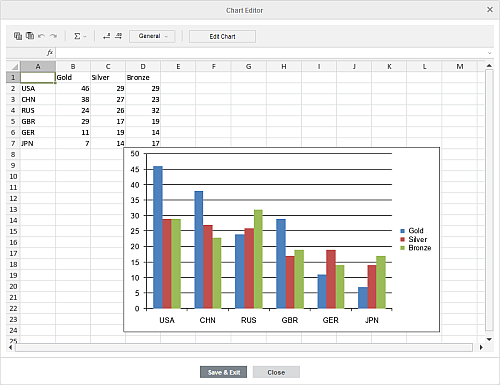 Chart Editor
General
Edit Chart
fx
A B C D E F G H I J K L M
1 Gold Silver Bronze
2 USA 46 29 29
3 CHN 38 27 23
4 RUS 24 26 32
5 GBR 29 17 19
6 GER 11 19 14
7 JPN 7 14 17
8
9
10
11
12
13
14
15
16
17
18
19
20
21
22
23
24
25
50
45
40
35
30
25
20
15
10
5
0
USA CHN RUS GBR GER JPN
Gold
Silver
Bronze
Save & Exit
Close